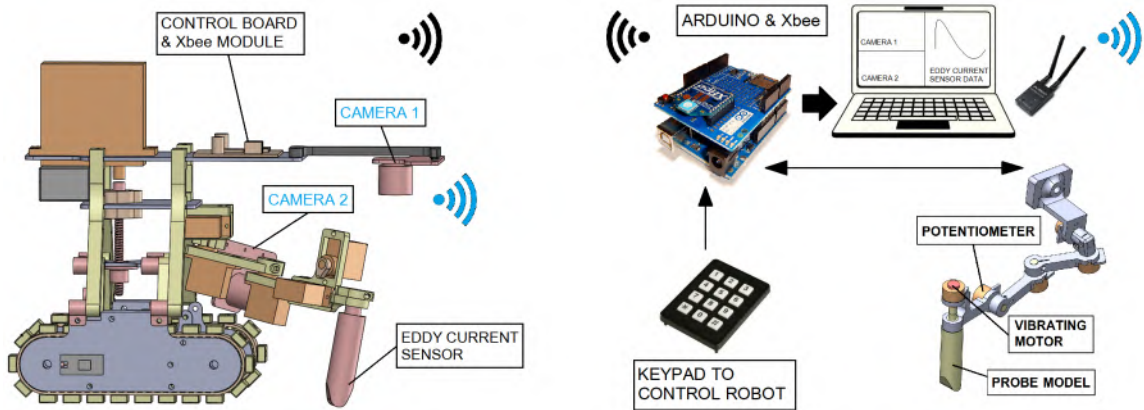 CONTROL BOARD
& Xbee MODULE
CAMERA 1
CAMERA 2
EDDY CURRENT
SENSOR
ARDUINO & Xbee
CAMERA 1
CAMERA 2
EDDY CURRENT
SENSOR DATA
POTENTIOMETER
VIBRATING
MOTOR
PROBE MODEL
KEYPAD TO
CONTROL ROBOT